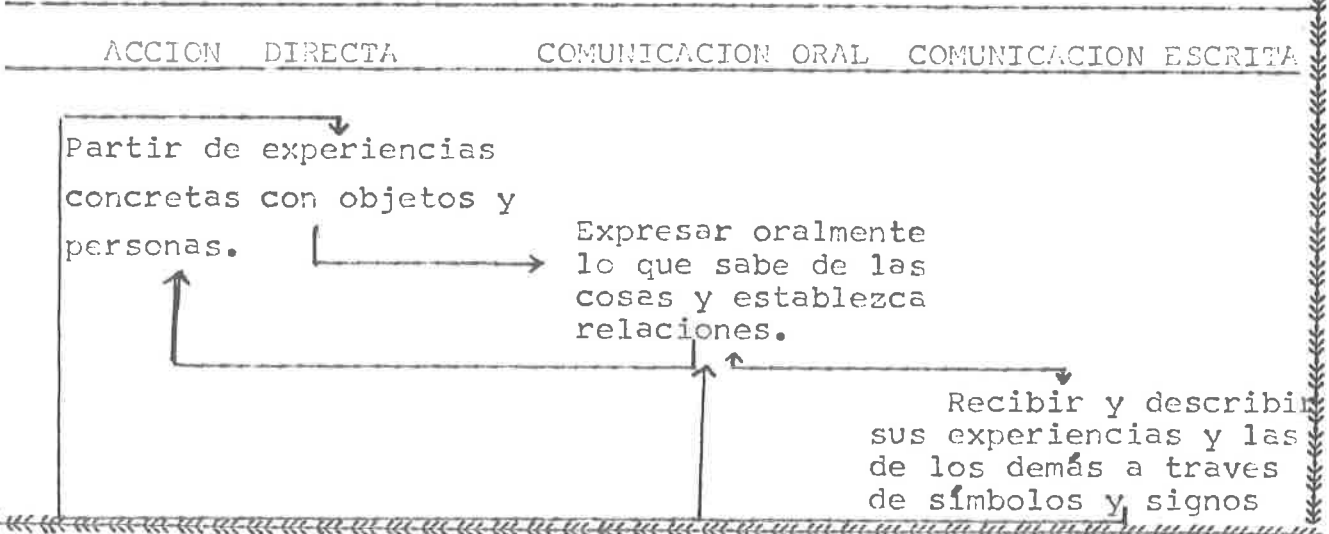 ACCION DIRECTA COMUNICACION ORAL COMUNICACION ESCRITA
Partir de experiencias
concretas con objetos y
personas.
Expresar oralmente
lo que sabe de las
cosas y establezca
relaciones.
Recibir y describir
sus experiencias y las
de los demás a traves
de símbolos y signos